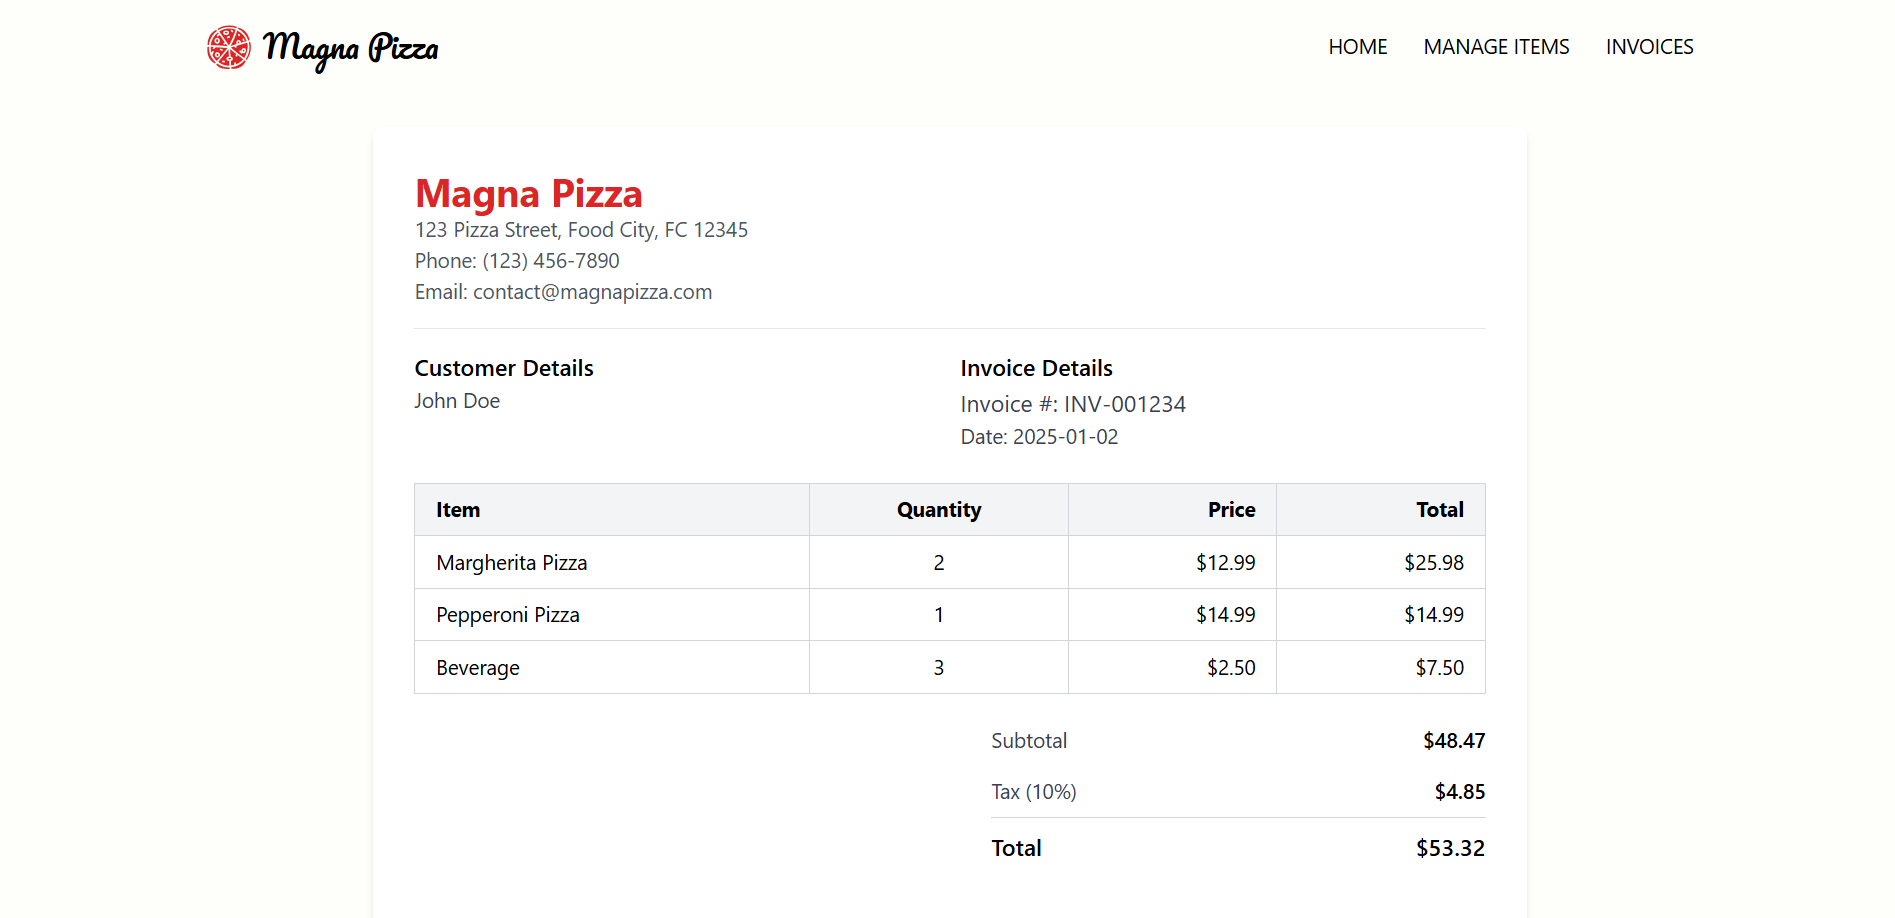 Magna Pizza HOME MANAGE ITEMS INVOICES
Magna Pizza
123 Pizza Street, Food City, FC 12345
Phone: (123) 456-7890
Email: contact@magnapizza.com
Customer Details
John Doe
Invoice Details
Invoice #: INV-001234
Date: 2025-01-02
Item Quantity Price Total
Margherita Pizza 2 $12.99 $25.98
Pepperoni Pizza 1 $14.99 $14.99
Beverage 3 $2.50 $7.50
Subtotal $48.47
Tax (10%) $4.85
Total $53.32